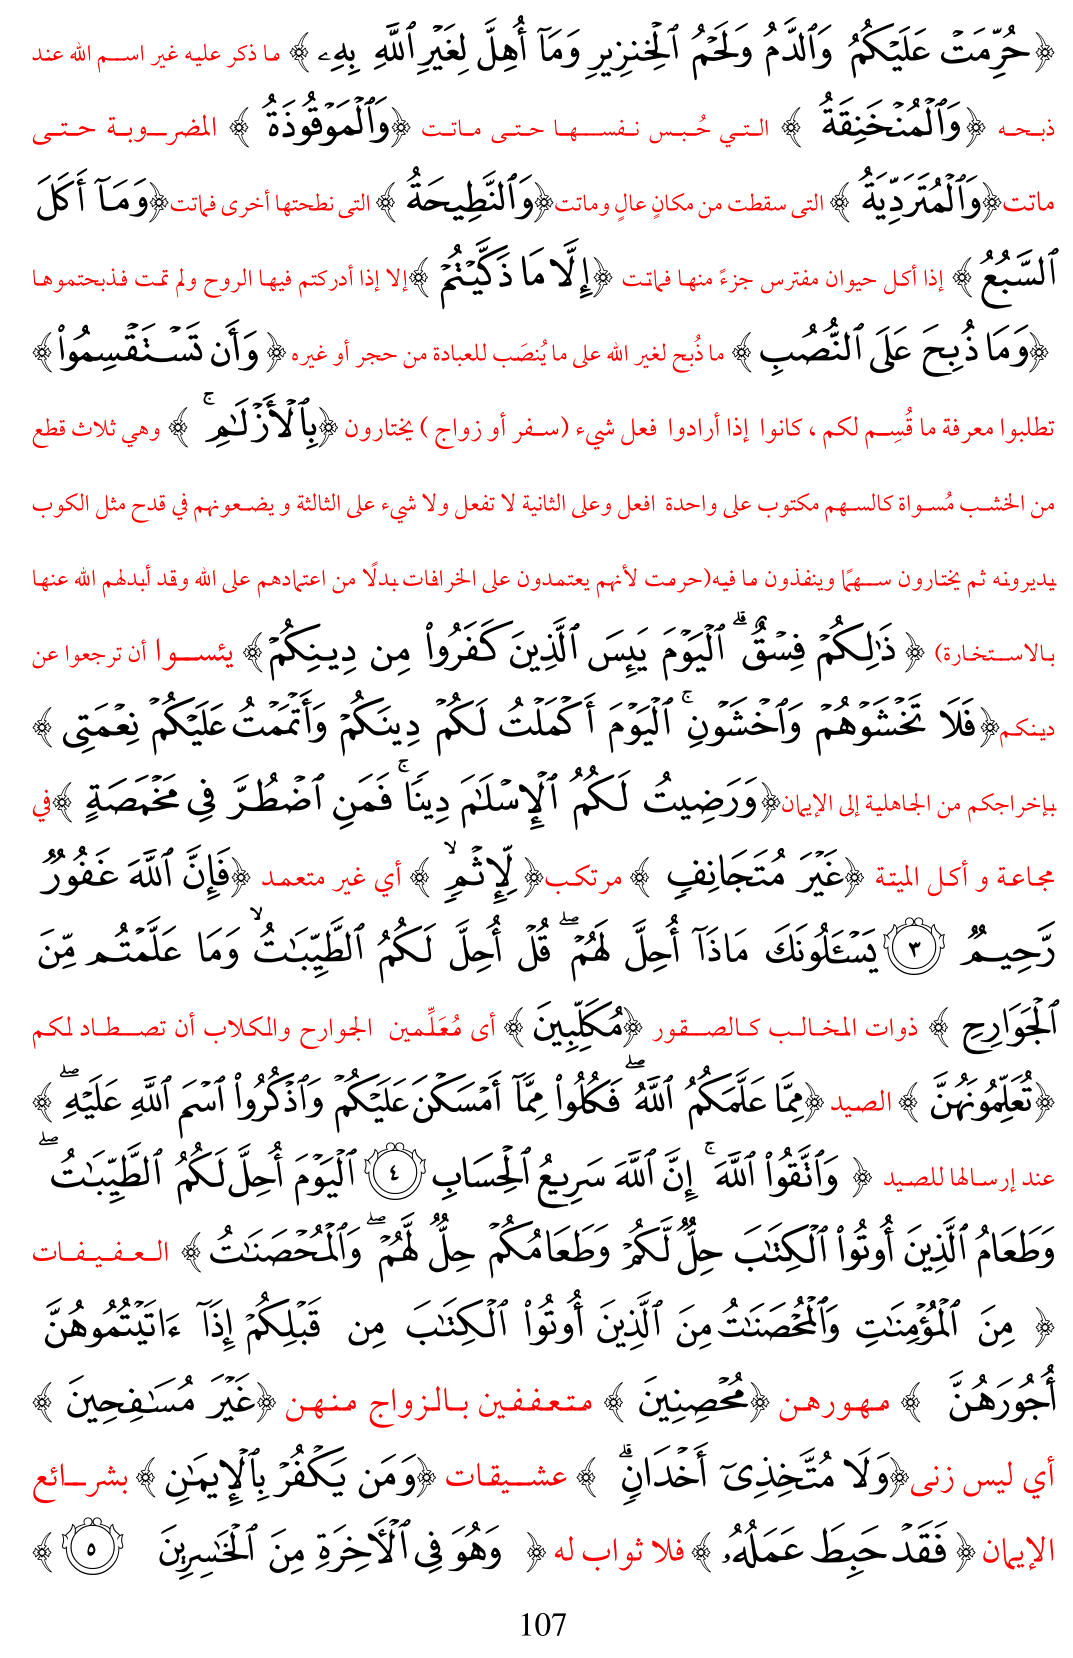 ﴿ حُرِّمَتۡ عَلَيۡكُمُ وَٱلدَّمُ وَلَحۡمُ ٱلۡخِنزِيرِ وَمَآ أُهِلَّ لِغَيۡرِ ٱللَّهِ بِهِۦ ﴾ ما ذكر عليه غير اسم الله عند
ذبحه ﴿وَٱلۡمُنۡخَنِقَةُ ﴾ التي حُبس نفسها حتى ماتت ﴿وَٱلۡمَوۡقُوذَةُ ﴾ المضروبة حتى
ماتت﴿وَٱلۡمُتَرَدِّيَةُ ﴾ التى سقطت من مكانٍ عالٍ وماتت﴿وَٱلنَّطِيحَةُ ﴾ التى نطحتها أخرى فماتت﴿وَمَآ أَكَلَ
ٱلسَّبُعُ ﴾ إذا أكل حيوان مفترس جزءً منها فماتت ﴿إِلَّا مَا ذَكَّيۡتُمۡ ﴾إلا إذا أدركتم فيها الروح ولم تمت فذبحتموها
﴿وَمَا ذُبِحَ عَلَى ٱلنُّصُبِ ﴾ ما ذُبح لغير الله على ما يُنصَب للعبادة من حجر أو غيره ﴿ وَأَن تَسۡتَقۡسِمُواْ﴾
تطلبوا معرفة ما قُسِم لكم ، كانوا إذا أرادوا فعل شيء (سفر أو زواج ) يختارون ﴿بِٱلۡأَزۡلَٰمِۚ ﴾ وهي ثلاث قطع
من الخشب مُسواة كالسهم مكتوب على واحدة افعل وعلى الثانية لا تفعل ولا شيء على الثالثة و يضعونهم في قدح مثل الكوب
يديرونه ثم يختارون سهمًا وينفذون ما فيه(حرمت لأنهم يعتمدون على الخرافات بدلًا من اعتمادهم على الله وقد أبدلهم الله عنها
بالاستخارة) ﴿ ذَٰلِكُمۡ فِسۡقٌۗ ٱلۡيَوۡمَ يَئِسَ ٱلَّذِينَ كَفَرُواْ مِن دِينِكُمۡ﴾ يئسوا أن ترجعوا عن
دينكم﴿فَلَا تَخۡشَوۡهُمۡ وَٱخۡشَوۡنِۚ ٱلۡيَوۡمَ أَكۡمَلۡتُ لَكُمۡ دِينَكُمۡ وَأَتۡمَمۡتُ عَلَيۡكُمۡ نِعۡمَتِى ﴾
بإخراجكم من الجاهلية إلى الإيمان﴿وَرَضِيتُ لَكُمُ ٱلۡإِسۡلَٰمَ دِينٗاۚ فَمَنِ ٱضۡطُرَّ فِى مَخۡمَصَةٍ ﴾في
مجاعة و أكل الميتة ﴿غَيۡرَ مُتَجَانِفٖ ﴾ مرتكب﴿ لِّإِثۡمٖۙ ﴾ أي غير متعمد ﴿فَإِنَّ ٱللَّهَ غَفُورٞ
رَّحِيمٞ ٣ يَسۡـَٔلُونَكَ مَاذَآ أُحِلَّ لَهُمۡۖ قُلۡ أُحِلَّ لَكُمُ ٱلطَّيِّبَٰتُۙ وَمَا عَلَّمۡتُم مِّنَ
ٱلۡجَوَارِحِ ﴾ ذوات المخالب كالصقور ﴿مُكَلِّبِينَ ﴾ أى مُعَلِّمين الجوارح والكلاب أن تصطاد لكم
﴿تُعَلِّمُونَهُنَّ ﴾ الصيد ﴿مِمَّا عَلَّمَكُمُ ٱللَّهُۖ فَكُلُواْ مِمَّآ أَمۡسَكۡنَ عَلَيۡكُمۡ وَٱذۡكُرُواْ ٱسۡمَ ٱللَّهِ عَلَيۡهِۖ ﴾
عند إرسالها للصيد ﴿ وَٱتَّقُواْ ٱللَّهَۚ إِنَّ ٱللَّهَ سَرِيعُ ٱلۡحِسَابِ ٤ ٱلۡيَوۡمَ أُحِلَّ لَكُمُ ٱلطَّيِّبَٰتُۖ
وَطَعَامُ ٱلَّذِينَ أُوتُواْ ٱلۡكِتَٰبَ حِلّٞ لَّكُمۡ وَطَعَامُكُمۡ حِلّٞ لَّهُمۡۖ وَٱلۡمُحۡصَنَٰتُ ﴾ العفيفات
﴿ مِنَ ٱلۡمُؤۡمِنَٰتِ وَٱلۡمُحۡصَنَٰتُ مِنَ ٱلَّذِينَ أُوتُواْ ٱلۡكِتَٰبَ مِن قَبۡلِكُمۡ إِذَآ ءَاتَيۡتُمُوهُنَّ
أُجُورَهُنَّ ﴾ مهورهن ﴿مُحۡصِنِينَ ﴾ متعففين بالزواج منهن ﴿غَيۡرَ مُسَٰفِحِينَ ﴾
أي ليس زنى﴿وَلَا مُتَّخِذِىٓ أَخۡدَانٖۗ ﴾ عشيقات ﴿وَمَن يَكۡفُرۡ بِٱلۡإِيمَٰنِ ﴾ بشرائع
الإيمان ﴿ فَقَدۡ حَبِطَ عَمَلُهُۥ ﴾ فلا ثواب له ﴿ وَهُوَ فِى ٱلۡأٓخِرَةِ مِنَ ٱلۡخَٰسِرِينَ ٥ ﴾
107